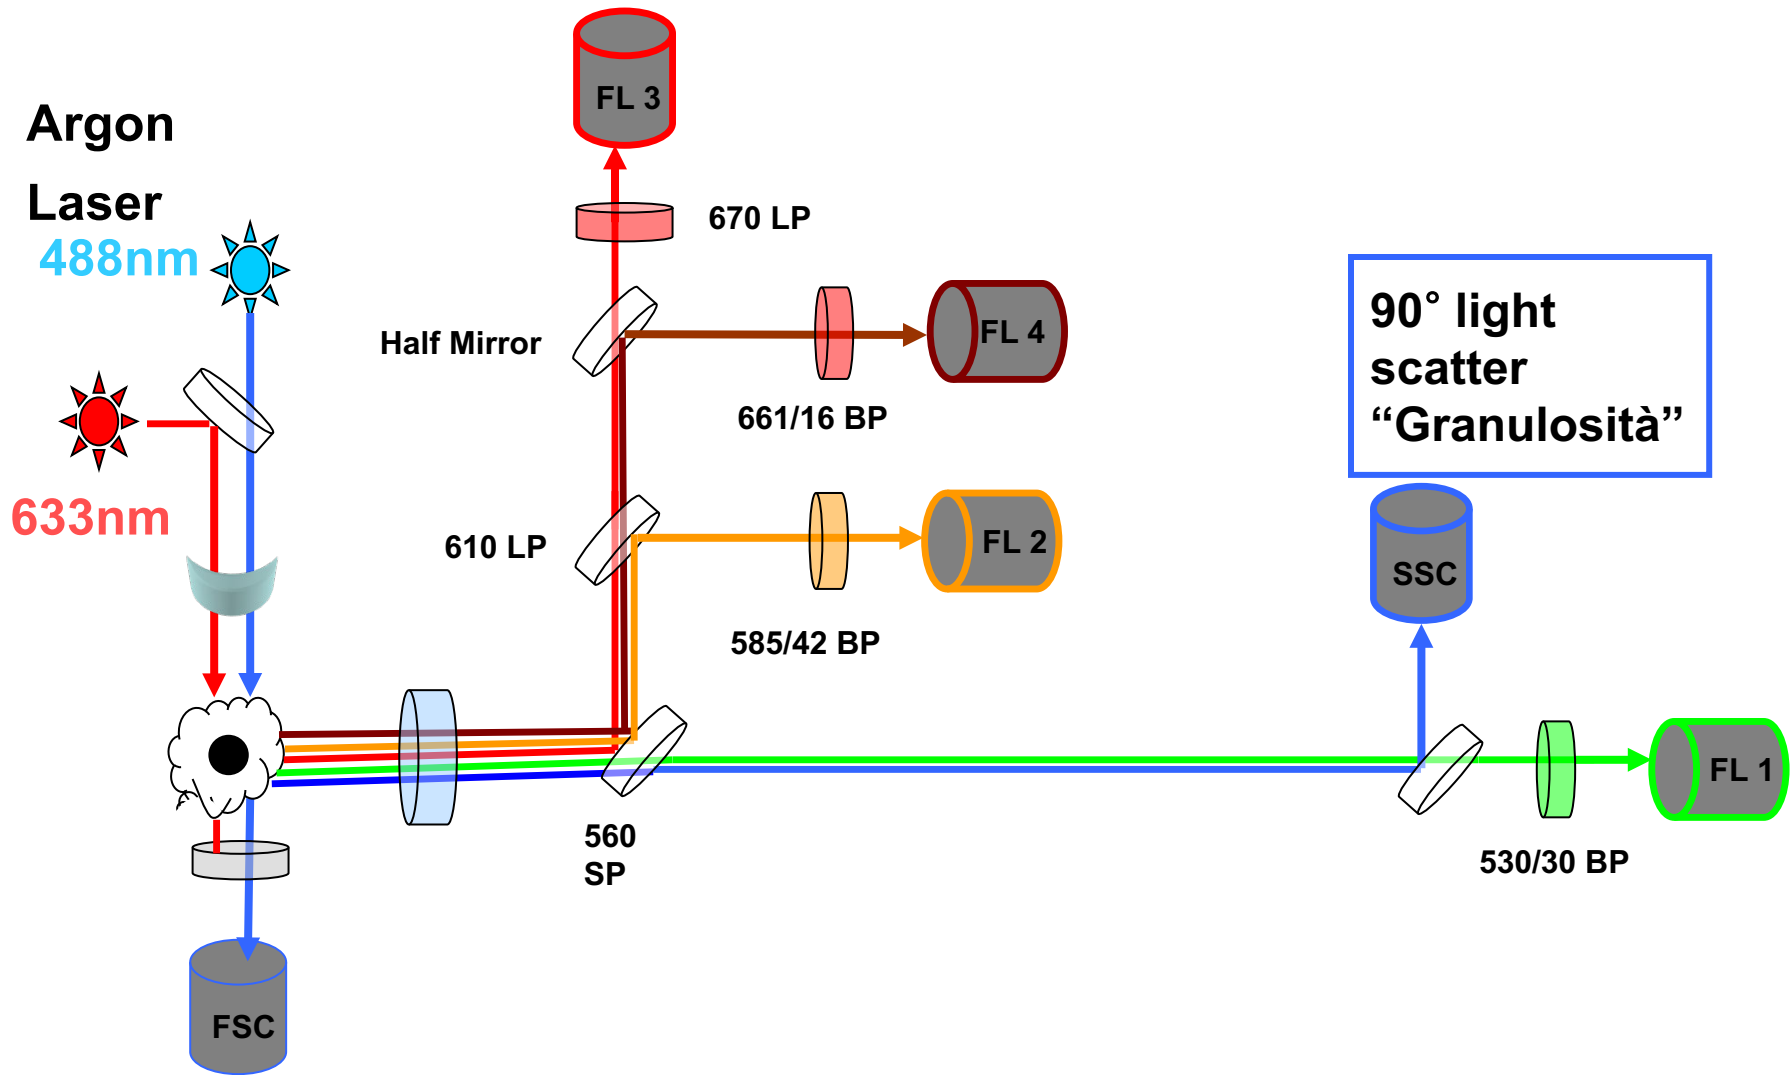 Argon
Laser
488nm
633nm
FL 3
670 LP
Half Mirror
FL 4
661/16 BP
610 LP
FL 2
585/42 BP
90° light
scatter
“Granulosità”
SSC
FL 1
530/30 BP
560
SP
FSC